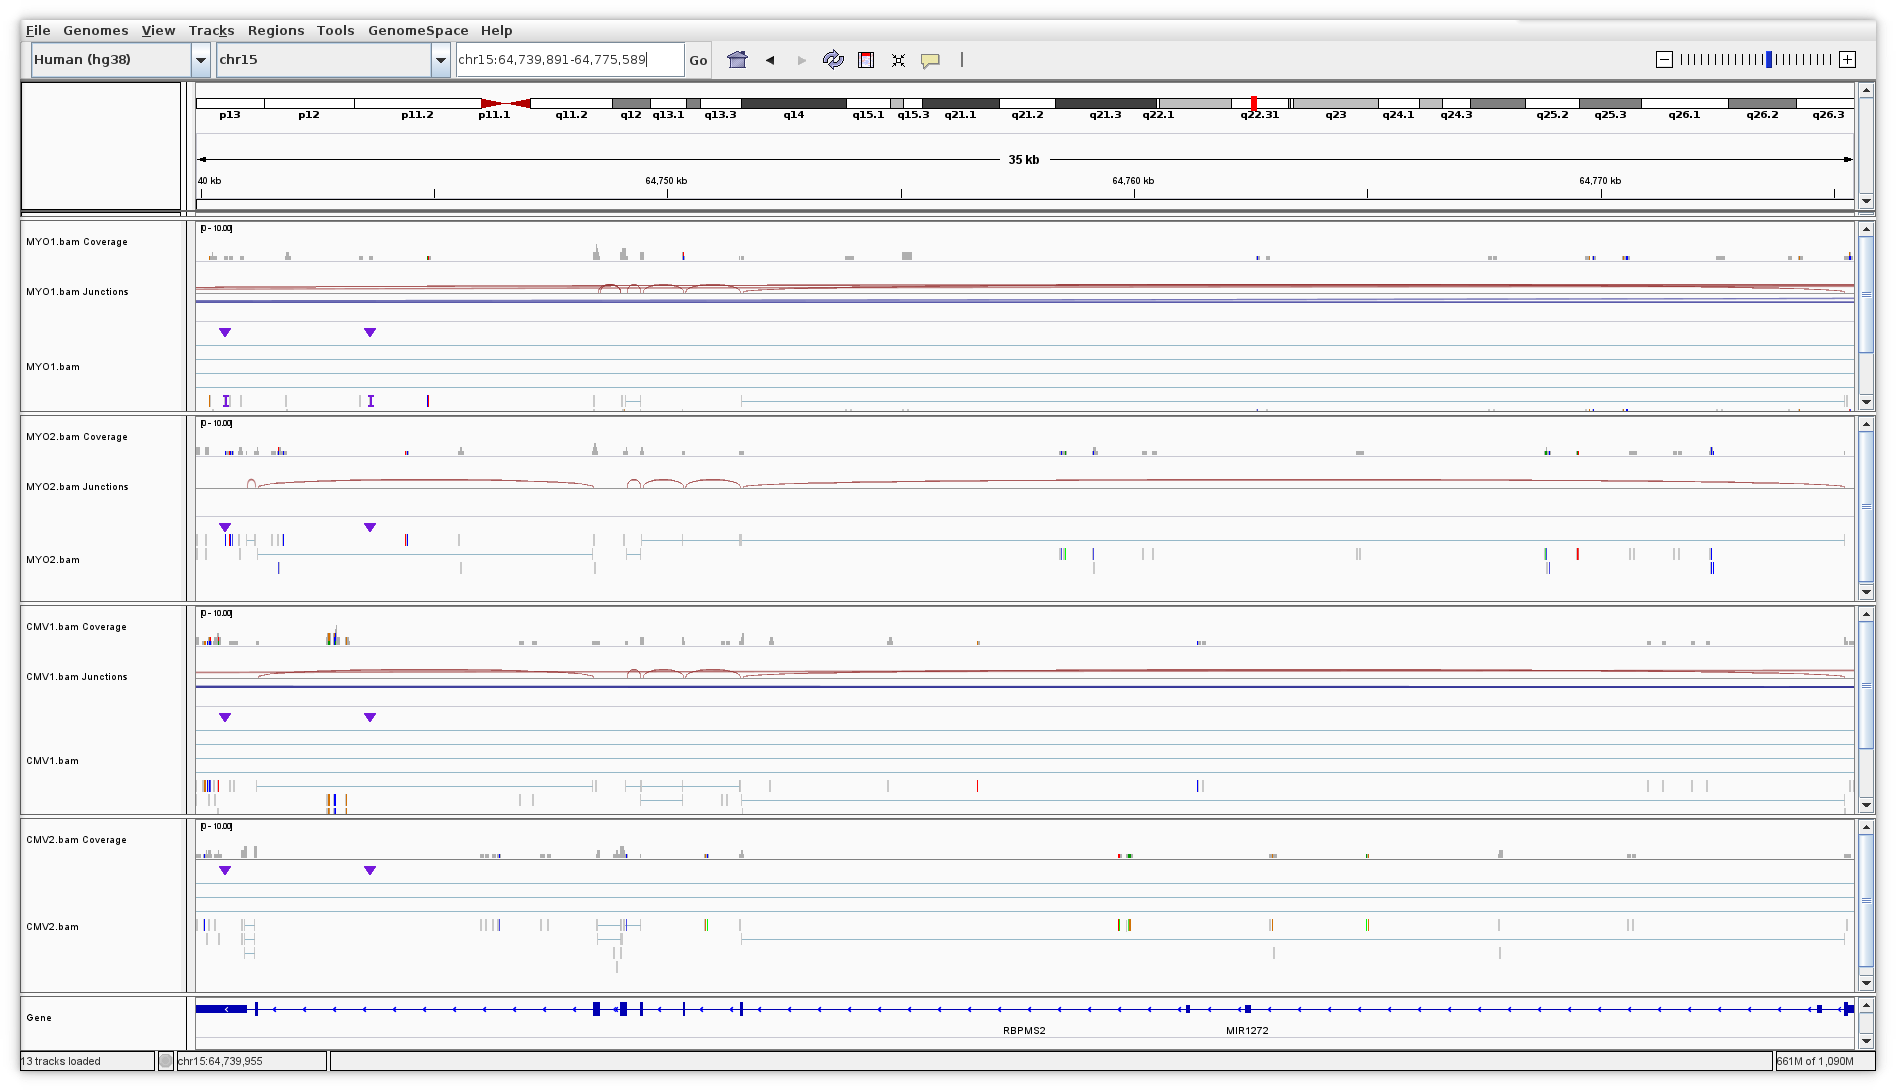 File Genomes View Tracks Regions Tools GenomeSpace Help
Human (hg38) chr15 chr15:64,739,891-64,775,589 Go
p13 p12 p11.2 p11.1 q11.2 q12 q13.1 q13.3 q14 q15.1 q15.3 q21.1 q21.2 q21.3 q22.1 q22.31 q23 q24.1 q24.3 q25.2 q25.3 q26.1 q26.2 q26.3
35 kb
40 kb 64,750 kb 64,760 kb 64,770 kb
[0 - 10.00]
MYO1.bam Coverage
MYO1.bam Junctions
MYO1.bam
[0 - 10.00]
MYO2.bam Coverage
MYO2.bam Junctions
MYO2.bam
[0 - 10.00]
CMV1.bam Coverage
CMV1.bam Junctions
CMV1.bam
[0 - 10.00]
CMV2.bam Coverage
CMV2.bam
Gene
RBPMS2 MIR1272
13 tracks loaded chr15:64,739,955 661M of 1,090M